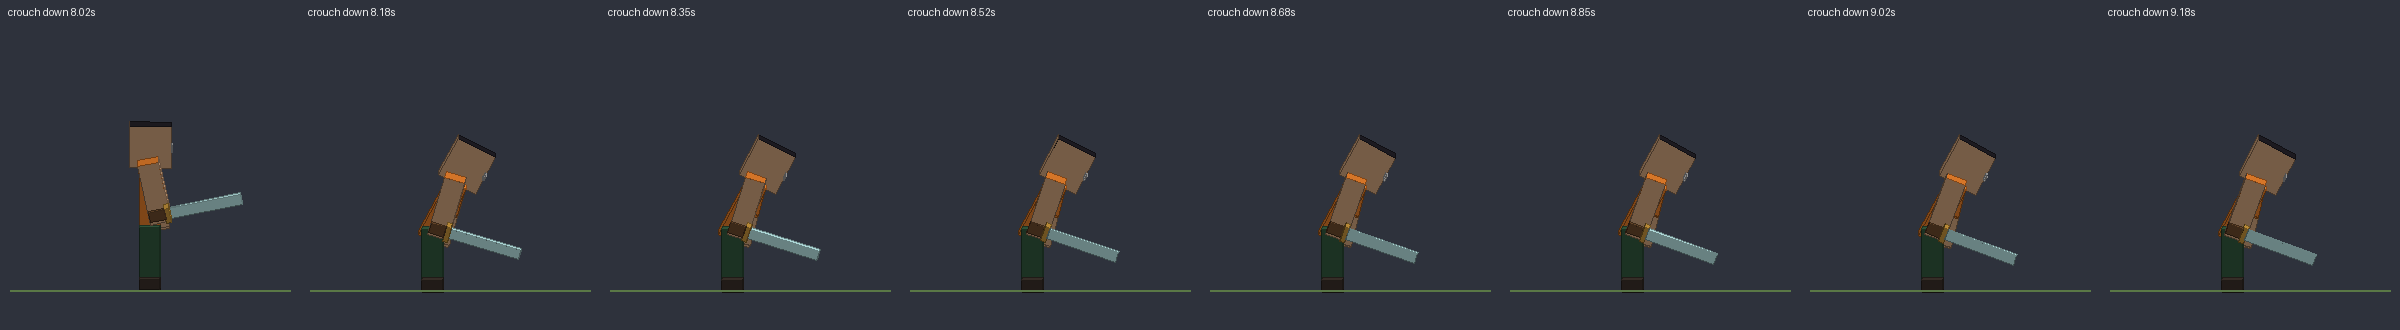 crouch down 8.02s
crouch down 8.18s
crouch down 8.35s
crouch down 8.52s
crouch down 8.68s
crouch down 8.85s
crouch down 9.02s
crouch down 9.18s